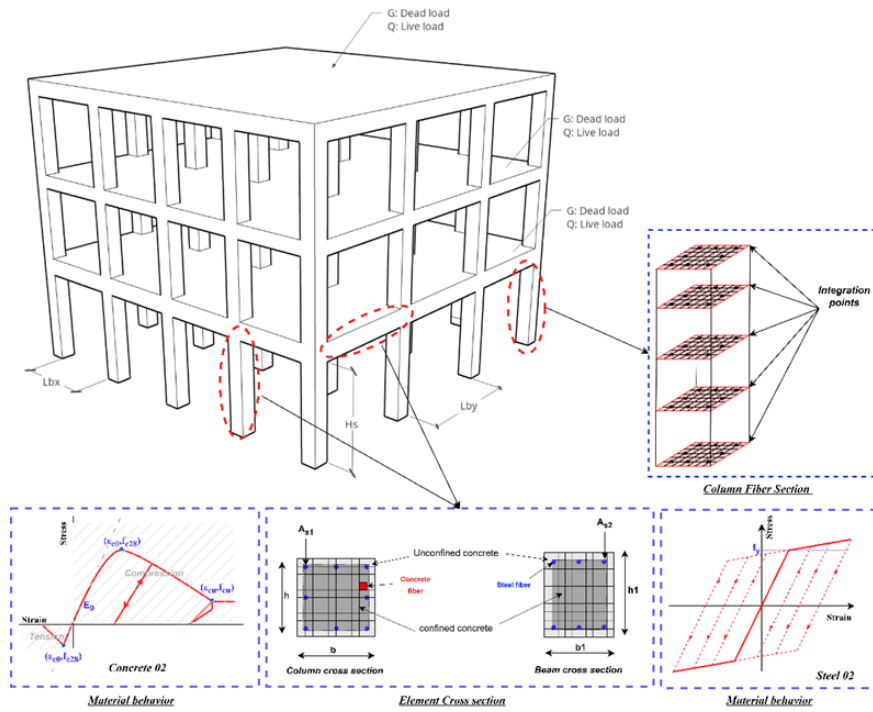 G: Dead load
Q: Live load
G: Dead load
Q: Live load
G: Dead load
Q: Live load
Lbx
Hs
Lby
Integration
points
Column Fiber Section
Stress
(εc0,fc28)
Compression
(εcu,fcu)
E0
Strain
Tension
(εc0,fc28)
Concrete 02
Material behavior
As1
As2
Unconfined concrete
Concrete
fiber
Steel fiber
confined concrete
h
h1
b
b1
Column cross section
Beam cross section
Element Cross section
Stress
fy
Strain
Steel 02
Material behavior